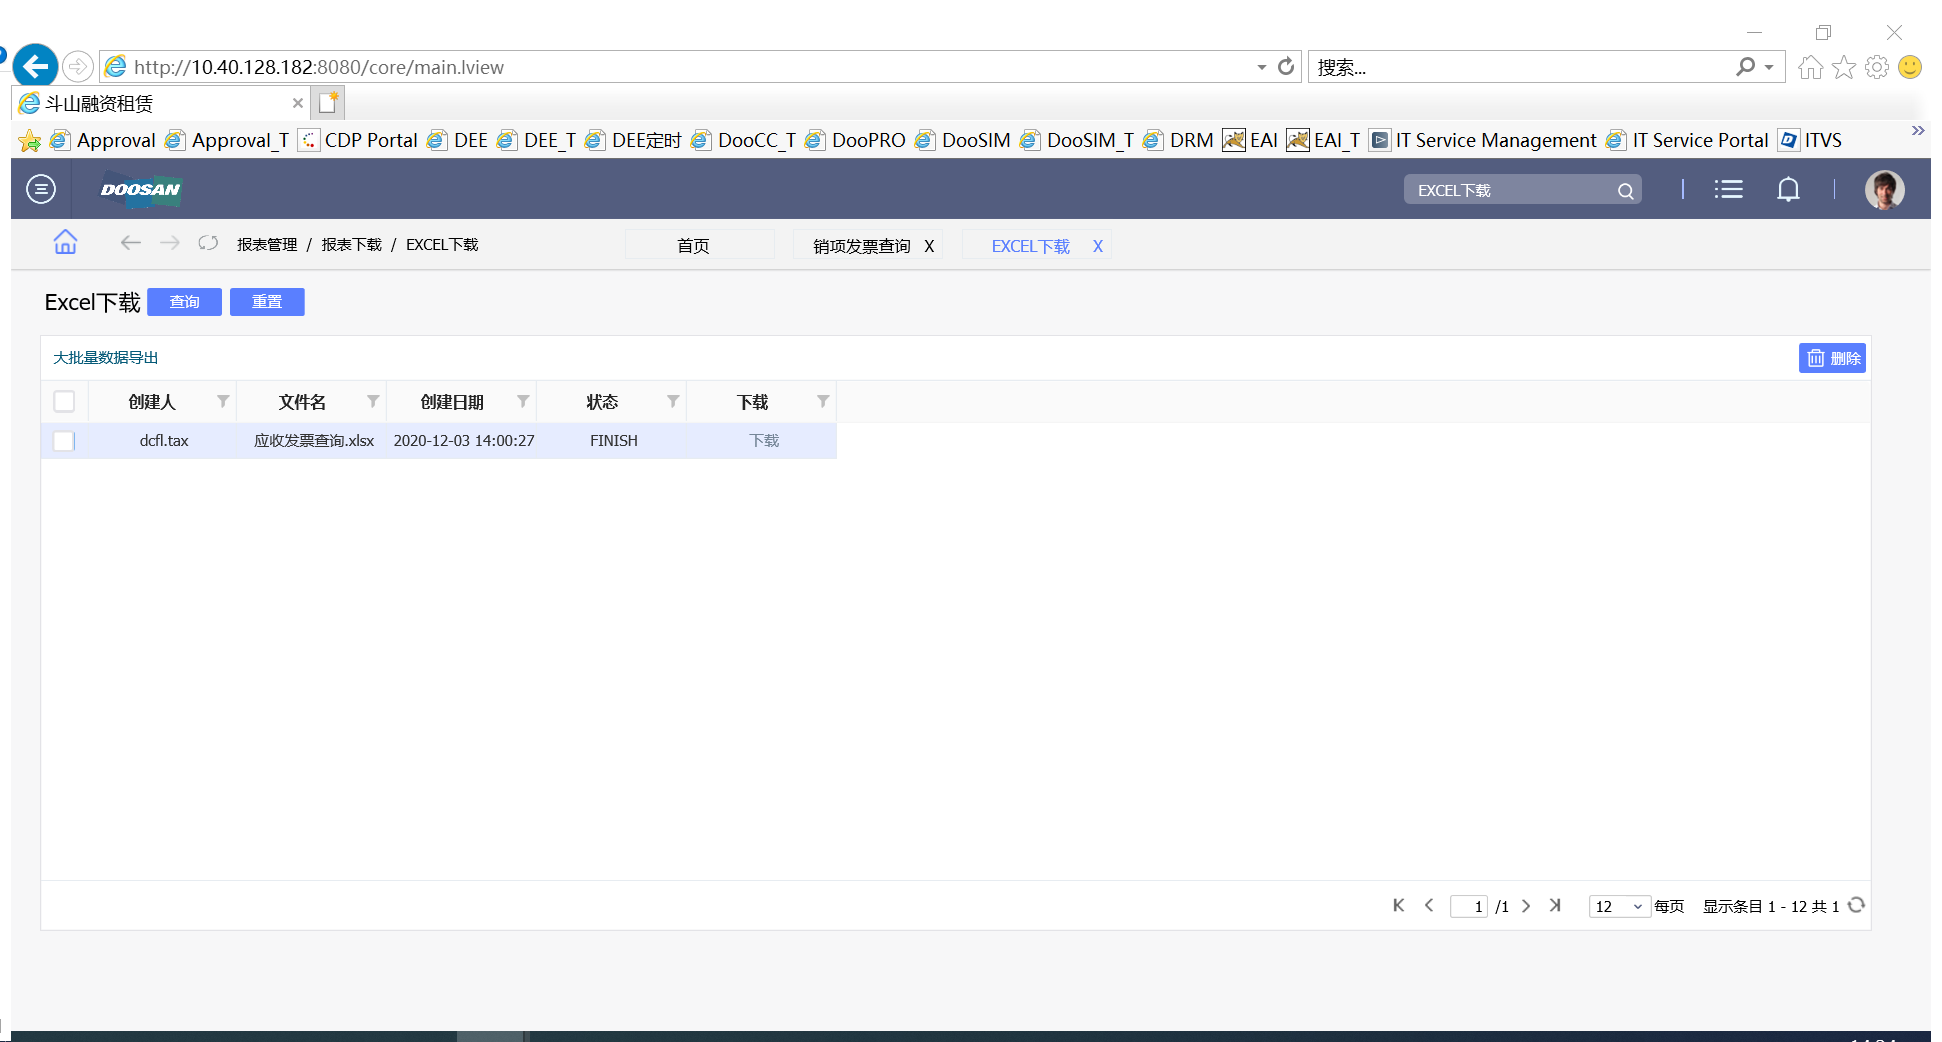 http://10.40.128.182:8080/core/main.lview
搜索...
斗山融资租赁
Approval Approval_T CDP Portal DEE DEE_T DEE定时 DooCC_T DooPRO DooSIM DooSIM_T DRM EAI EAI_T IT Service Management IT Service Portal ITVS
DOOSAN
EXCEL下载
报表管理 / 报表下载 / EXCEL下载
首页
销项发票查询 X
EXCEL下载 X
Excel下载 查询 重置
大批量数据导出
删除
创建人 文件名 创建日期 状态 下载
dcfl.tax 应收发票查询.xlsx 2020-12-03 14:00:27 FINISH 下载
1 /1 12 每页 显示条目 1 - 12 共 1